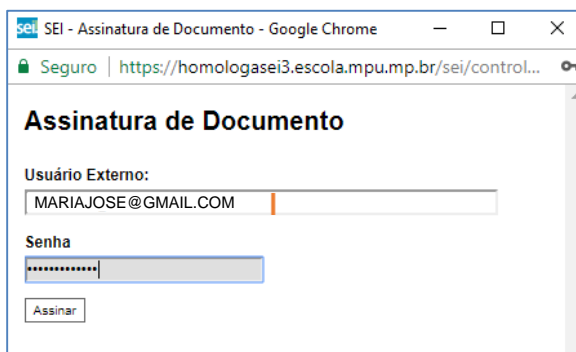 sei! SEI - Assinatura de Documento - Google Chrome
Seguro | https://homologasei3.escola.mpu.mp.br/sei/control...
Assinatura de Documento
Usuário Externo:
MARIAJOSE@GMAIL.COM
Senha
•••••••••••••
Assinar